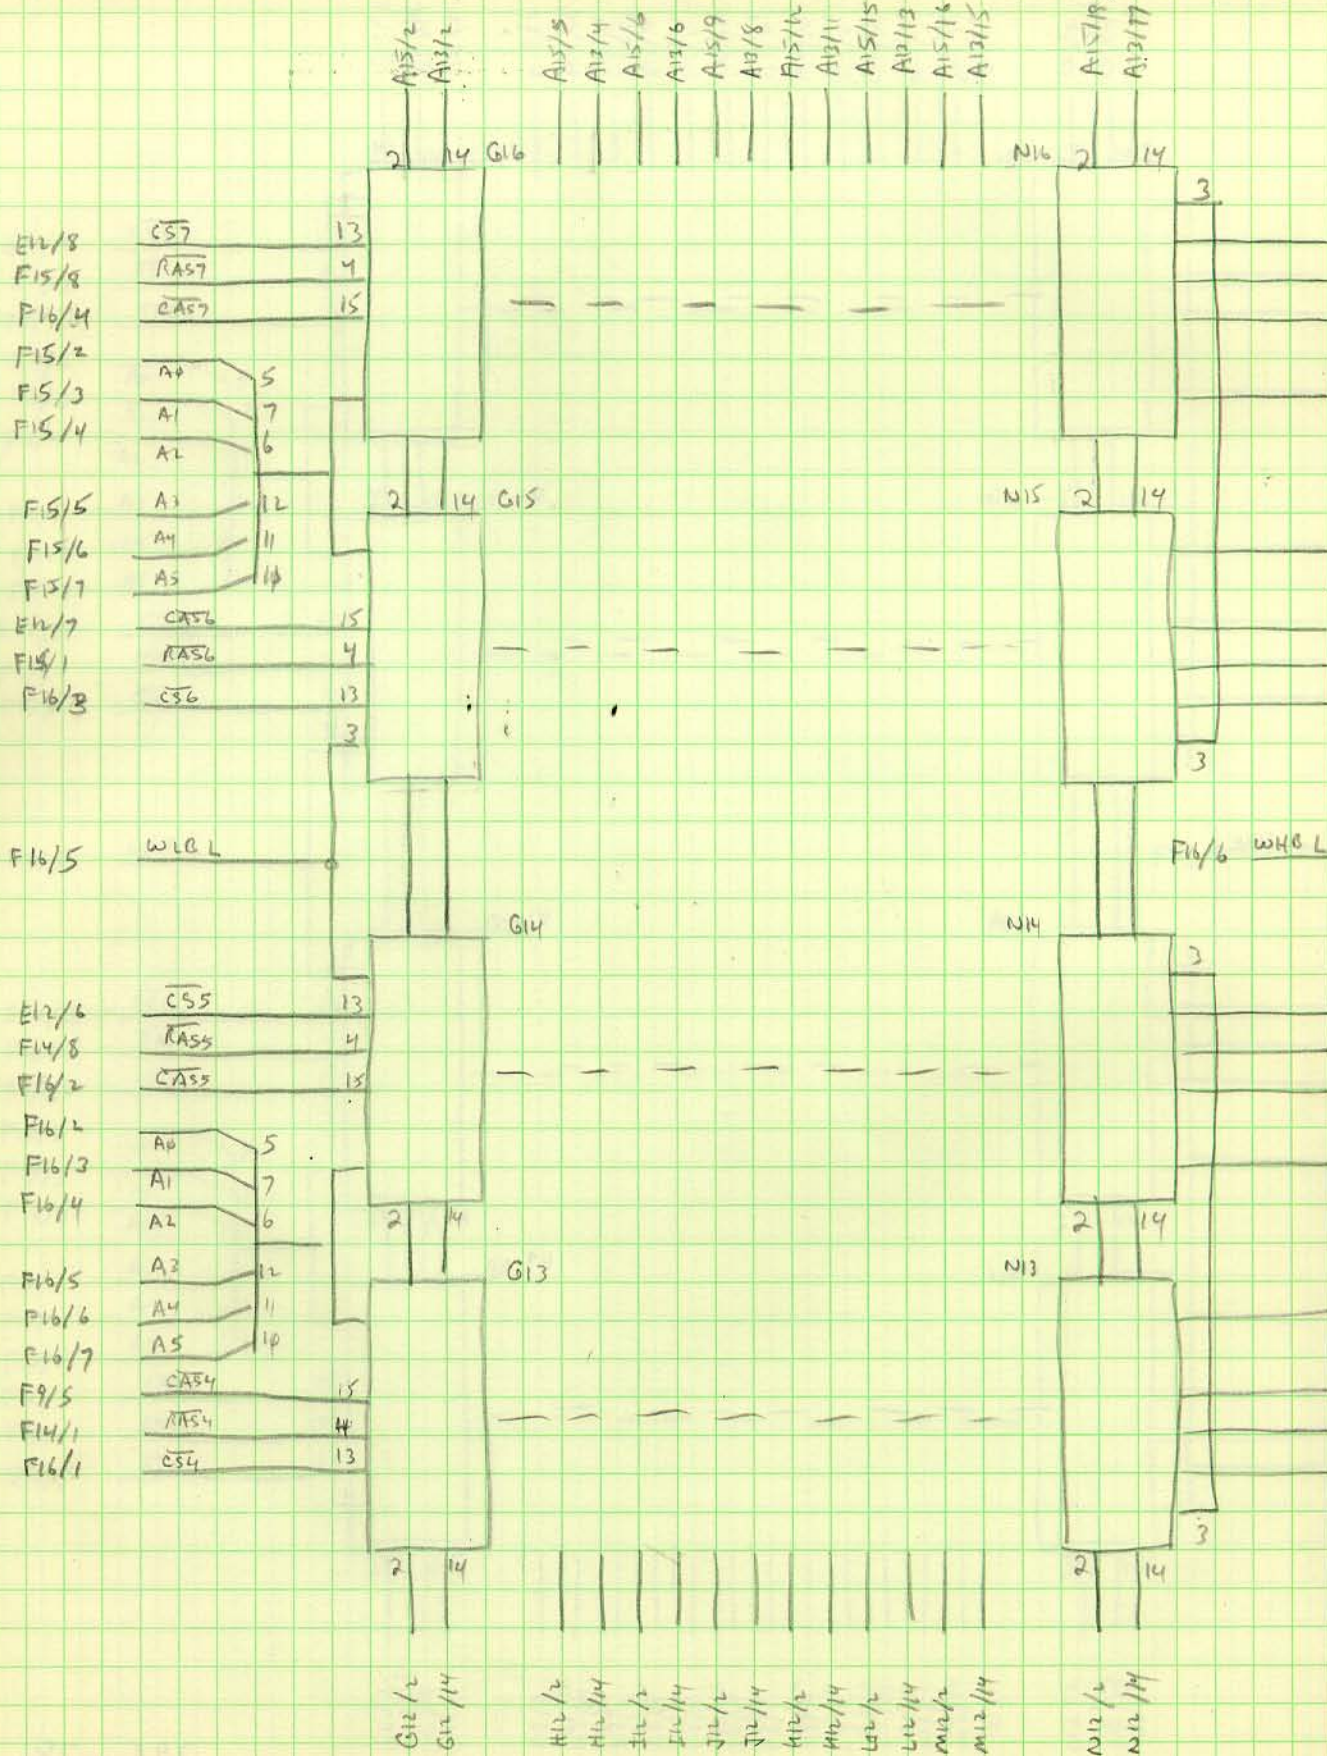 A15/2 A13/2 A15/5 A13/4 A15/6 A13/6 A15/9 A13/8 A15/12 A13/11 A15/15 A13/13 A15/16 A13/15 A15/19 A13/17
2 14 G16 N16 2 14
3
E12/8 CS7 13
F15/8 RAS7 4
F16/4 CAS7 15
F15/2 A0 5
F15/3 A1 7
F15/4 A2 6
2 14 G15 N15 2 14
F15/5 A3 12
F15/6 A4 11
F15/7 A5 10
E12/7 CAS6 15
F15/1 RAS6 4
F16/3 CS6 13
3 3
F16/5 WLB L F16/6 WHB L
G14 N14
3
E12/6 CS5 13
F14/8 RAS5 4
F16/2 CAS5 15
F16/2 A0 5
F16/3 A1 7
F16/4 A2 6
2 14 2 14
G13 N13
F16/5 A3 12
F16/6 A4 11
F16/7 A5 10
F9/5 CAS4 15
F14/1 RAS4 4
F16/1 CS4 13
3
2 14 2 14
G12/2 G12/14 H12/2 H12/14 I12/2 I12/14 J12/2 J12/14 L12/2 L12/14 M12/2 M12/14 N12/2 N12/14